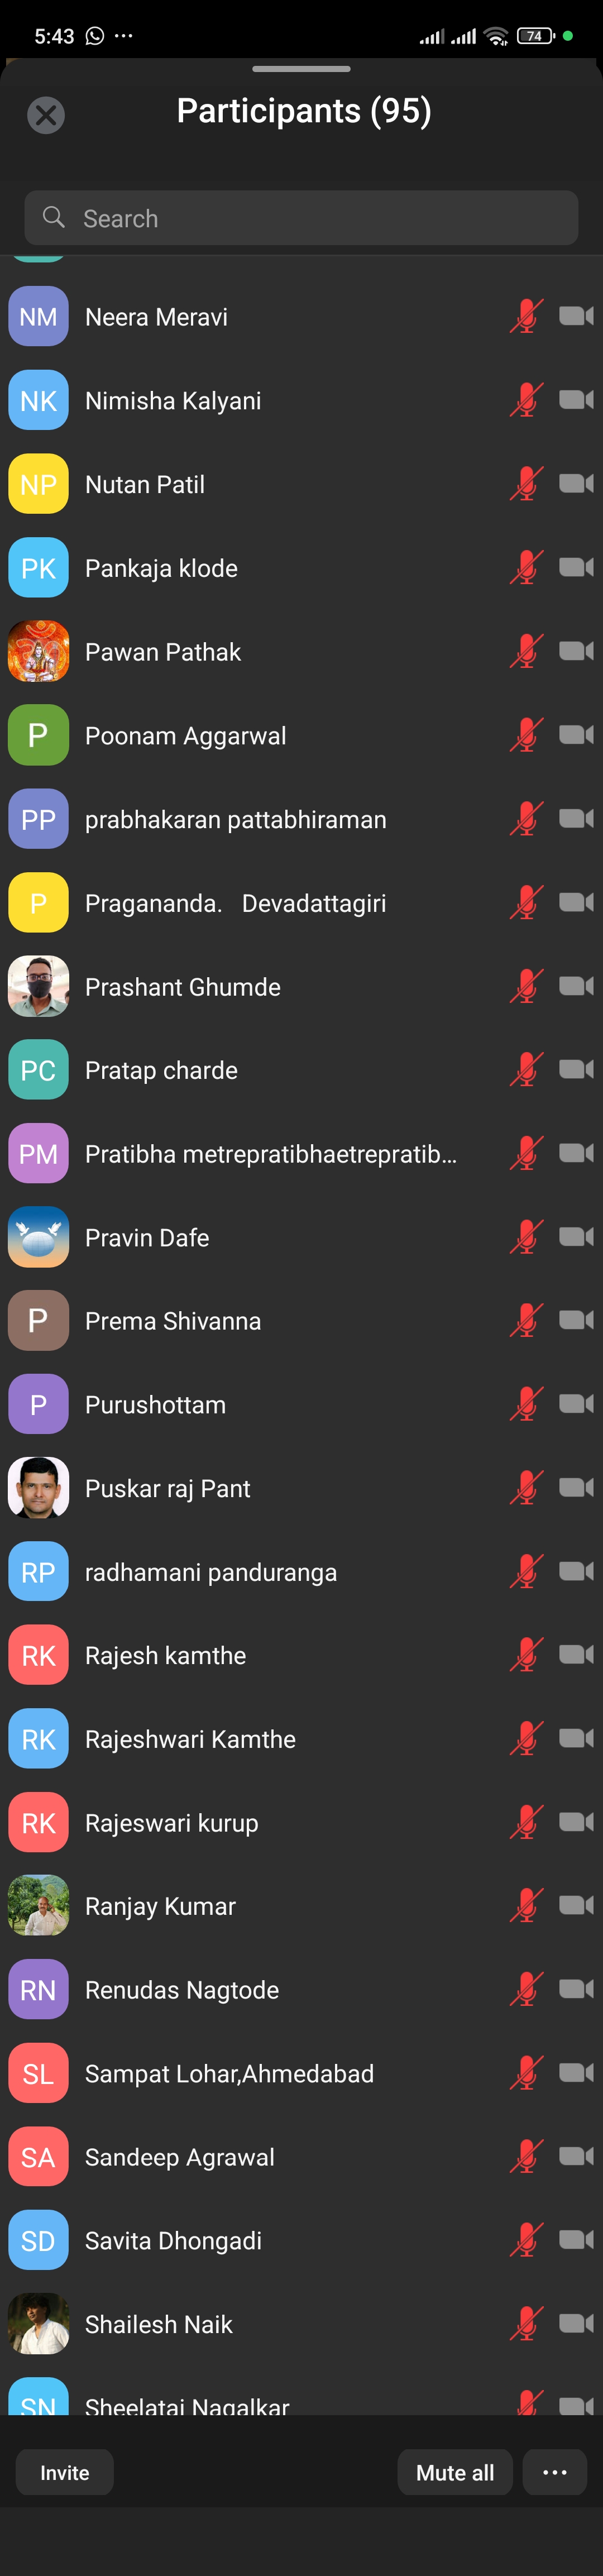 5:43
74
Participants (95)
Search
NM Neera Meravi
NK Nimisha Kalyani
NP Nutan Patil
PK Pankaja klode
Pawan Pathak
P Poonam Aggarwal
PP prabhakaran pattabhiraman
P Pragananda. Devadattagiri
Prashant Ghumde
PC Pratap charde
PM Pratibha metrepratibhaetrepratib...
Pravin Dafe
P Prema Shivanna
P Purushottam
Puskar raj Pant
RP radhamani panduranga
RK Rajesh kamthe
RK Rajeshwari Kamthe
RK Rajeswari kurup
Ranjay Kumar
RN Renudas Nagtode
SL Sampat Lohar,Ahmedabad
SA Sandeep Agrawal
SD Savita Dhongadi
Shailesh Naik
SN Sheelatai Nagalkar
Invite Mute all